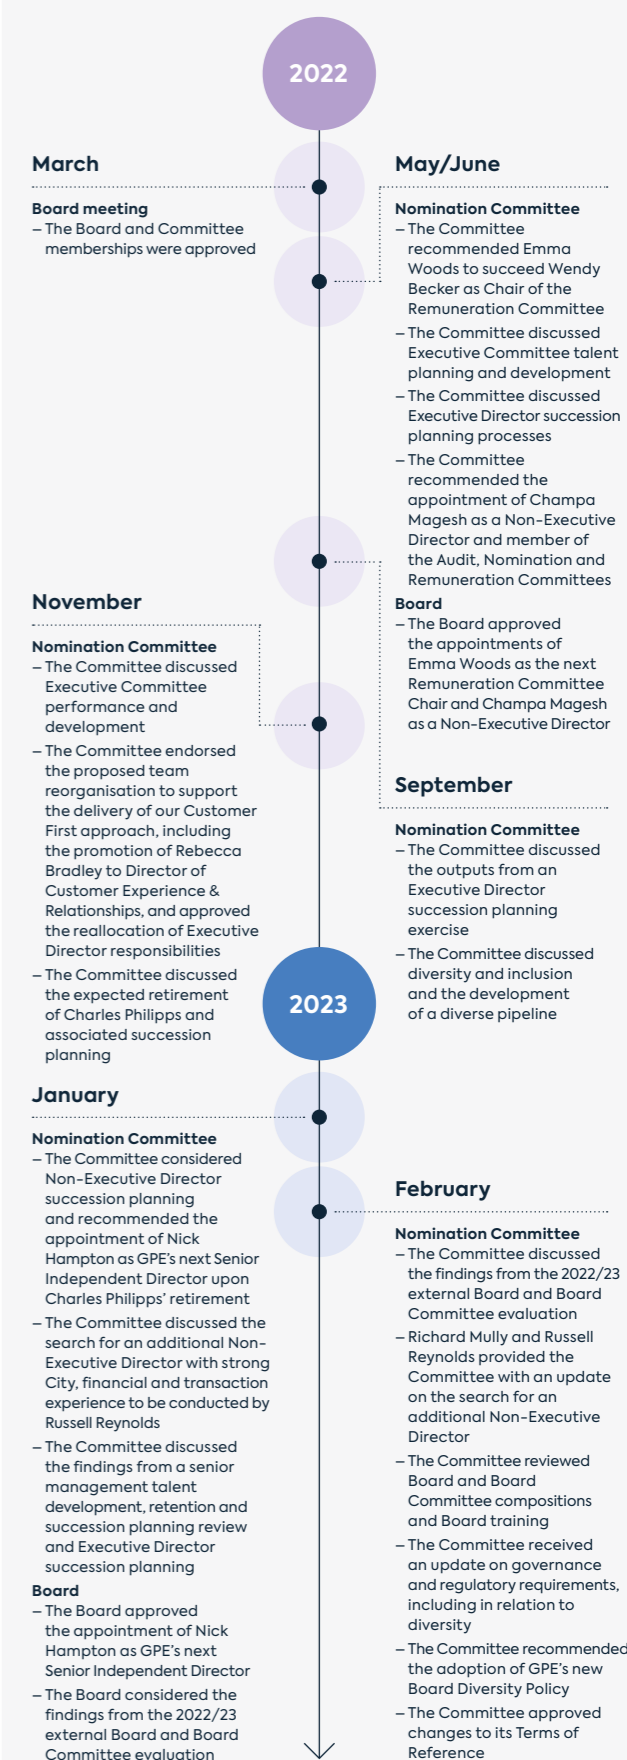 2022
March
Board meeting
– The Board and Committee
memberships were approved
May/June
Nomination Committee
– The Committee
recommended Emma
Woods to succeed Wendy
Becker as Chair of the
Remuneration Committee
– The Committee discussed
Executive Committee talent
planning and development
– The Committee discussed
Executive Director succession
planning processes
– The Committee
recommended the
appointment of Champa
Magesh as a Non-Executive
Director and member of
the Audit, Nomination and
Remuneration Committees
Board
– The Board approved
the appointments of
Emma Woods as the next
Remuneration Committee
Chair and Champa Magesh
as a Non-Executive Director
September
Nomination Committee
– The Committee discussed
the outputs from an
Executive Director
succession planning
exercise
– The Committee discussed
diversity and inclusion
and the development
of a diverse pipeline
November
Nomination Committee
– The Committee discussed
Executive Committee
performance and
development
– The Committee endorsed
the proposed team
reorganisation to support
the delivery of our Customer
First approach, including
the promotion of Rebecca
Bradley to Director of
Customer Experience &
Relationships, and approved
the reallocation of Executive
Director responsibilities
– The Committee discussed
the expected retirement
of Charles Philipps and
associated succession
planning
2023
January
Nomination Committee
– The Committee considered
Non-Executive Director
succession planning
and recommended the
appointment of Nick
Hampton as GPE's next Senior
Independent Director upon
Charles Philipps' retirement
– The Committee discussed the
search for an additional Non-
Executive Director with strong
City, financial and transaction
experience to be conducted by
Russell Reynolds
– The Committee discussed
the findings from a senior
management talent
development, retention and
succession planning review
and Executive Director
succession planning
Board
– The Board approved
the appointment of Nick
Hampton as GPE's next
Senior Independent Director
– The Board considered the
findings from the 2022/23
external Board and Board
Committee evaluation
February
Nomination Committee
– The Committee discussed
the findings from the 2022/23
external Board and Board
Committee evaluation
– Richard Mully and Russell
Reynolds provided the
Committee with an update
on the search for an
additional Non-Executive
Director
– The Committee reviewed
Board and Board
Committee compositions
and Board training
– The Committee received
an update on governance
and regulatory requirements,
including in relation to
diversity
– The Committee recommended
the adoption of GPE's new
Board Diversity Policy
– The Committee approved
changes to its Terms of
Reference